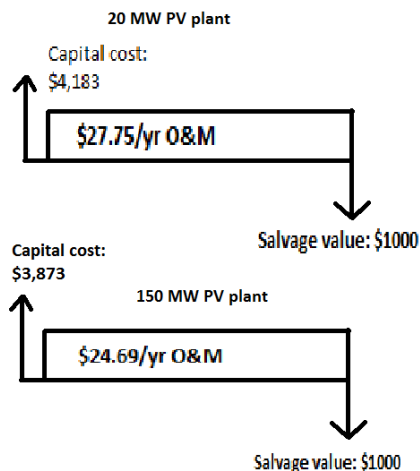 20 MW PV plant
Capital cost:
$4,183
$27.75/yr O&M
Salvage value: $1000
Capital cost:
$3,873
150 MW PV plant
$24.69/yr O&M
Salvage value: $1000